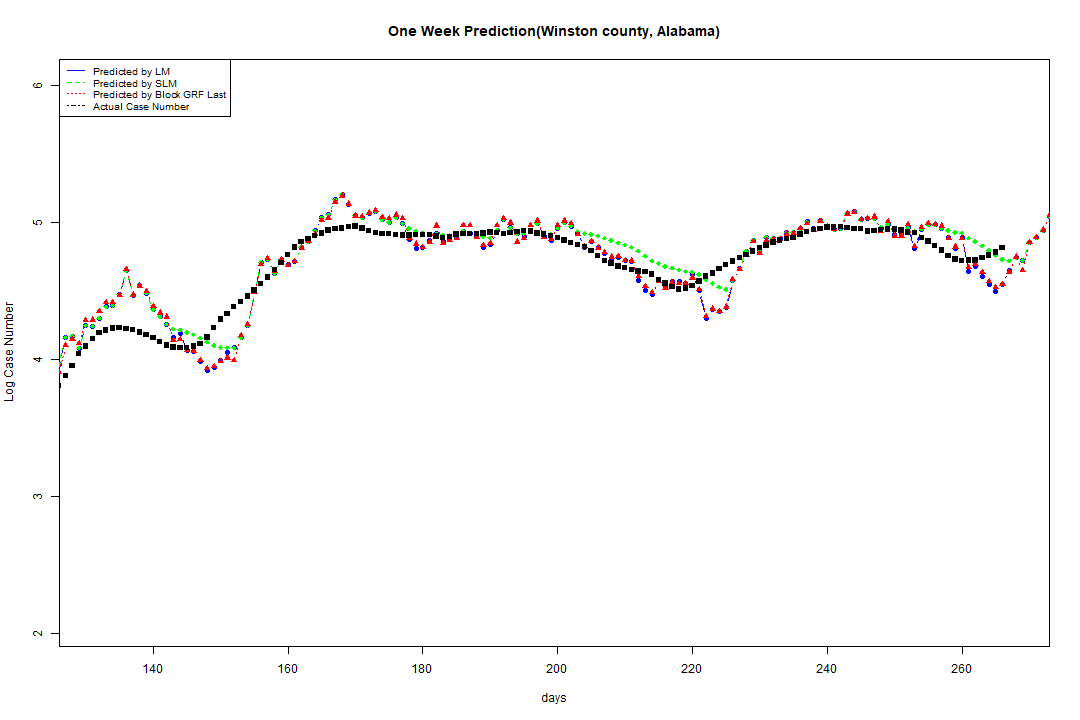 One Week Prediction(Winston county, Alabama)
Predicted by LM
Predicted by SLM
Predicted by Block GRF Last
Actual Case Number
Log Case Number
6
5
4
3
2
140 160 180 200 220 240 260
days